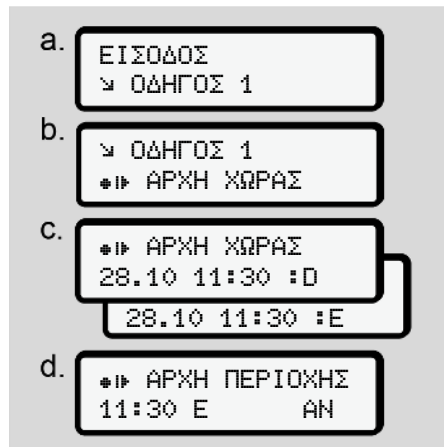 a.
ΕΙΣΟΔΟΣ
↘ ΟΔΗΓΟΣ 1
b.
↘ ΟΔΗΓΟΣ 1
●I▶ ΑΡΧΗ ΧΩΡΑΣ
c.
●I▶ ΑΡΧΗ ΧΩΡΑΣ
28.10 11:30 :D
28.10 11:30 :E
d.
●I▶ ΑΡΧΗ ΠΕΡΙΟΧΗΣ
11:30 E AN